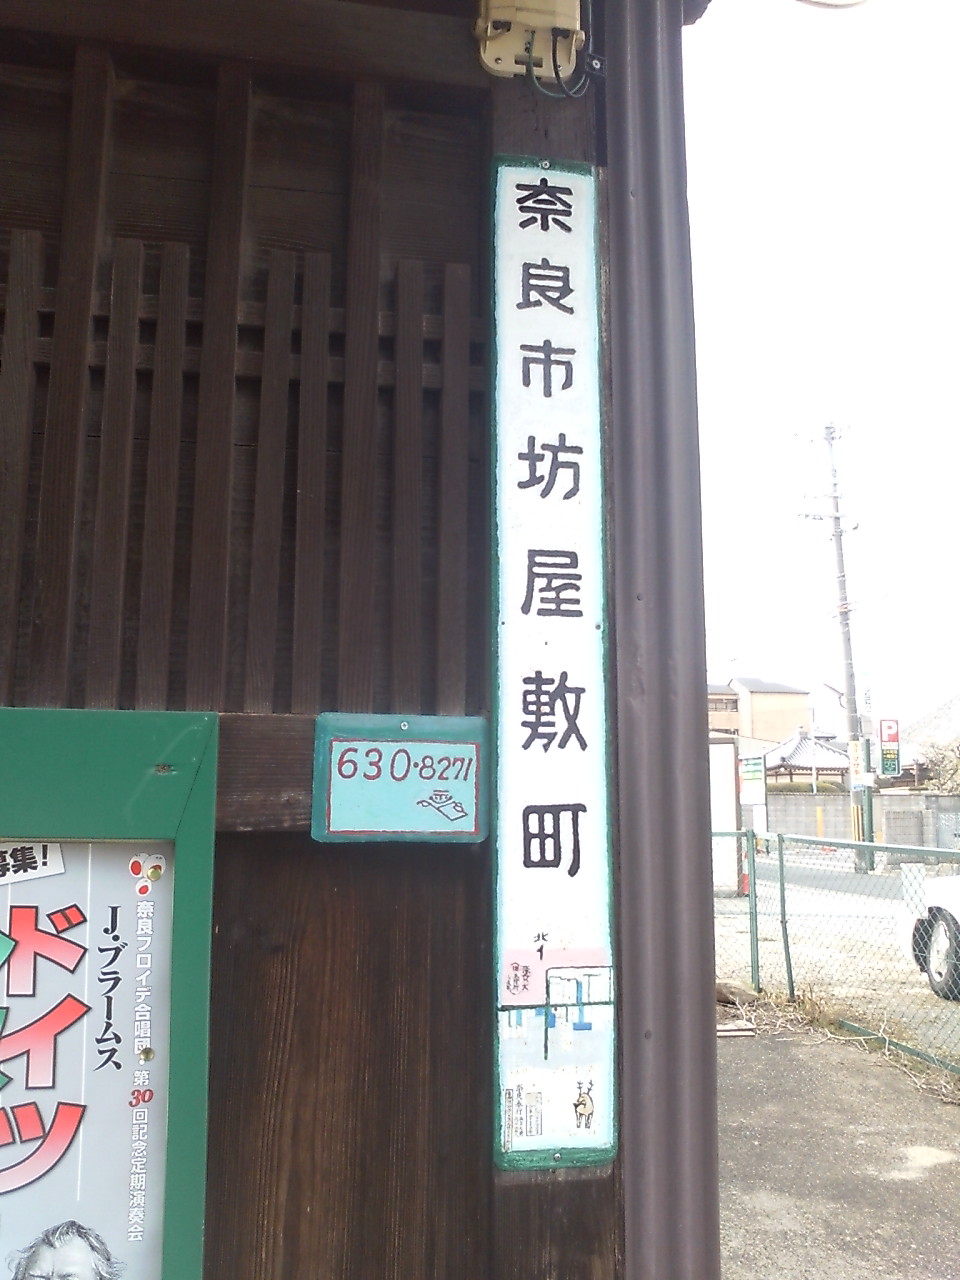 奈良市坊屋敷町
北
630・8271
募集!
J・ブラームス
ドイツ
奈良フロイデ合唱団・第30回記念定期演奏会
P